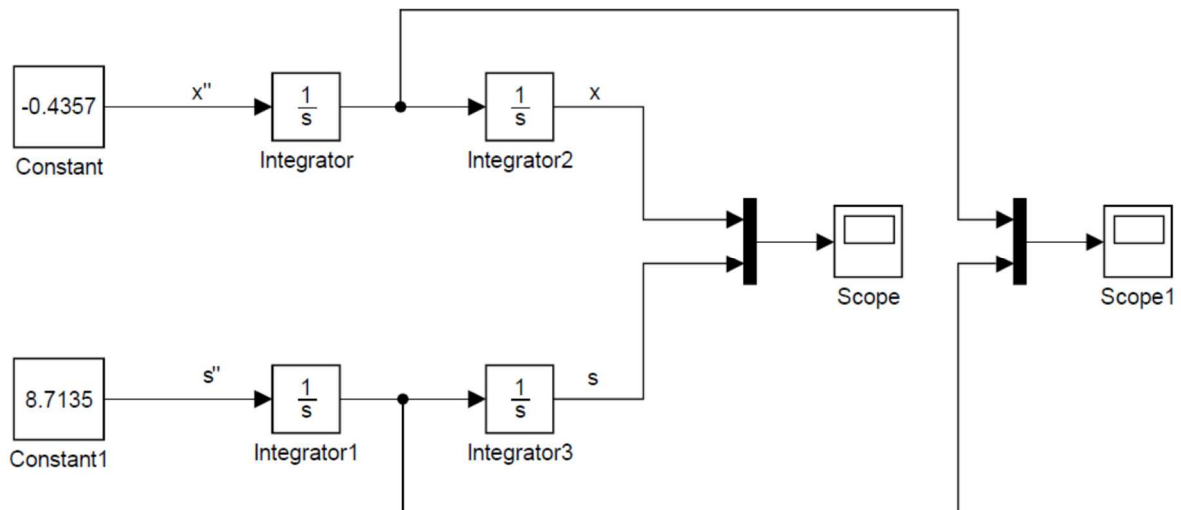 -0.4357
Constant
x"
1
s
Integrator
1
s
Integrator2
x
Scope
Scope1
8.7135
Constant1
s"
1
s
Integrator1
1
s
Integrator3
s